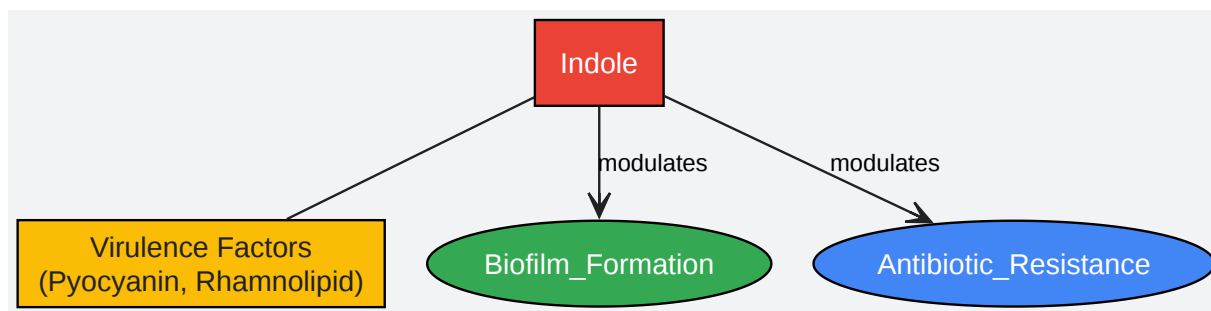 Indole
modulates
modulates
Virulence Factors
(Pyocyanin, Rhamnolipid)
Biofilm_Formation
Antibiotic_Resistance